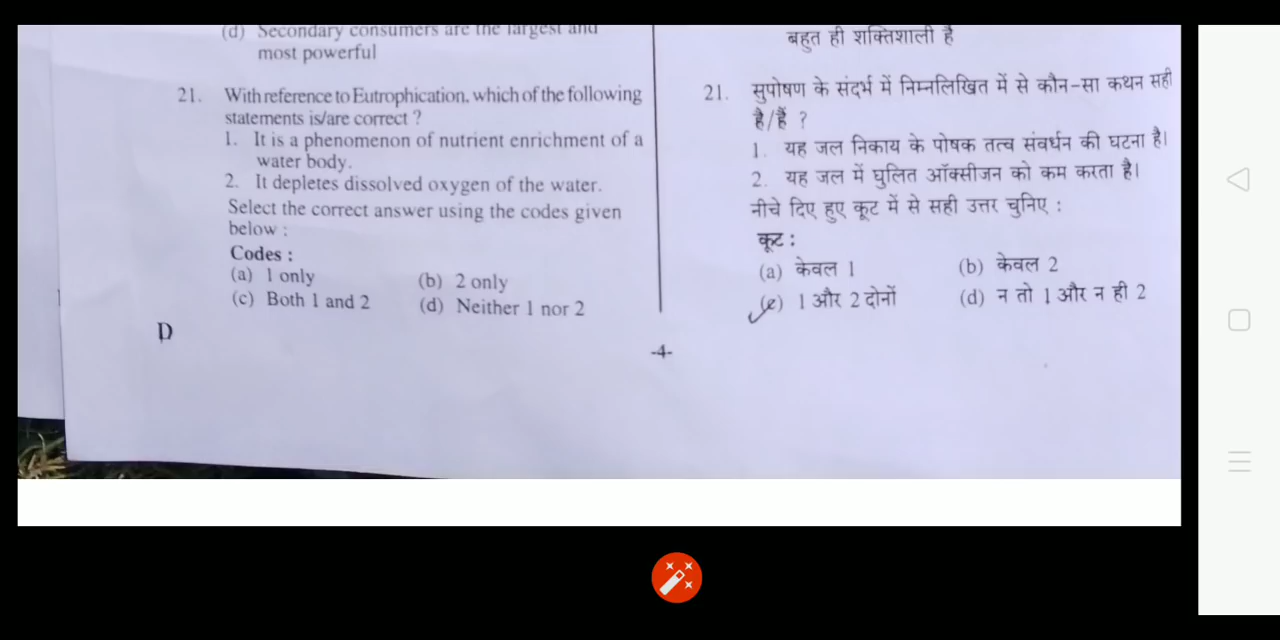 (d) Secondary consumers are the largest and
most powerful
21. With reference to Eutrophication, which of the following
statements is/are correct ?
1. It is a phenomenon of nutrient enrichment of a
water body.
2. It depletes dissolved oxygen of the water.
Select the correct answer using the codes given
below :
Codes :
(a) 1 only (b) 2 only
(c) Both 1 and 2 (d) Neither 1 nor 2
D
बहुत ही शक्तिशाली है
21. सुपोषण के संदर्भ में निम्नलिखित में से कौन-सा कथन सही
है/हैं ?
1. यह जल निकाय के पोषक तत्व संवर्धन की घटना है।
2. यह जल में घुलित ऑक्सीजन को कम करता है।
नीचे दिए हुए कूट में से सही उत्तर चुनिए :
कूट :
(a) केवल 1 (b) केवल 2
(c) 1 और 2 दोनों (d) न तो 1 और न ही 2
-4-